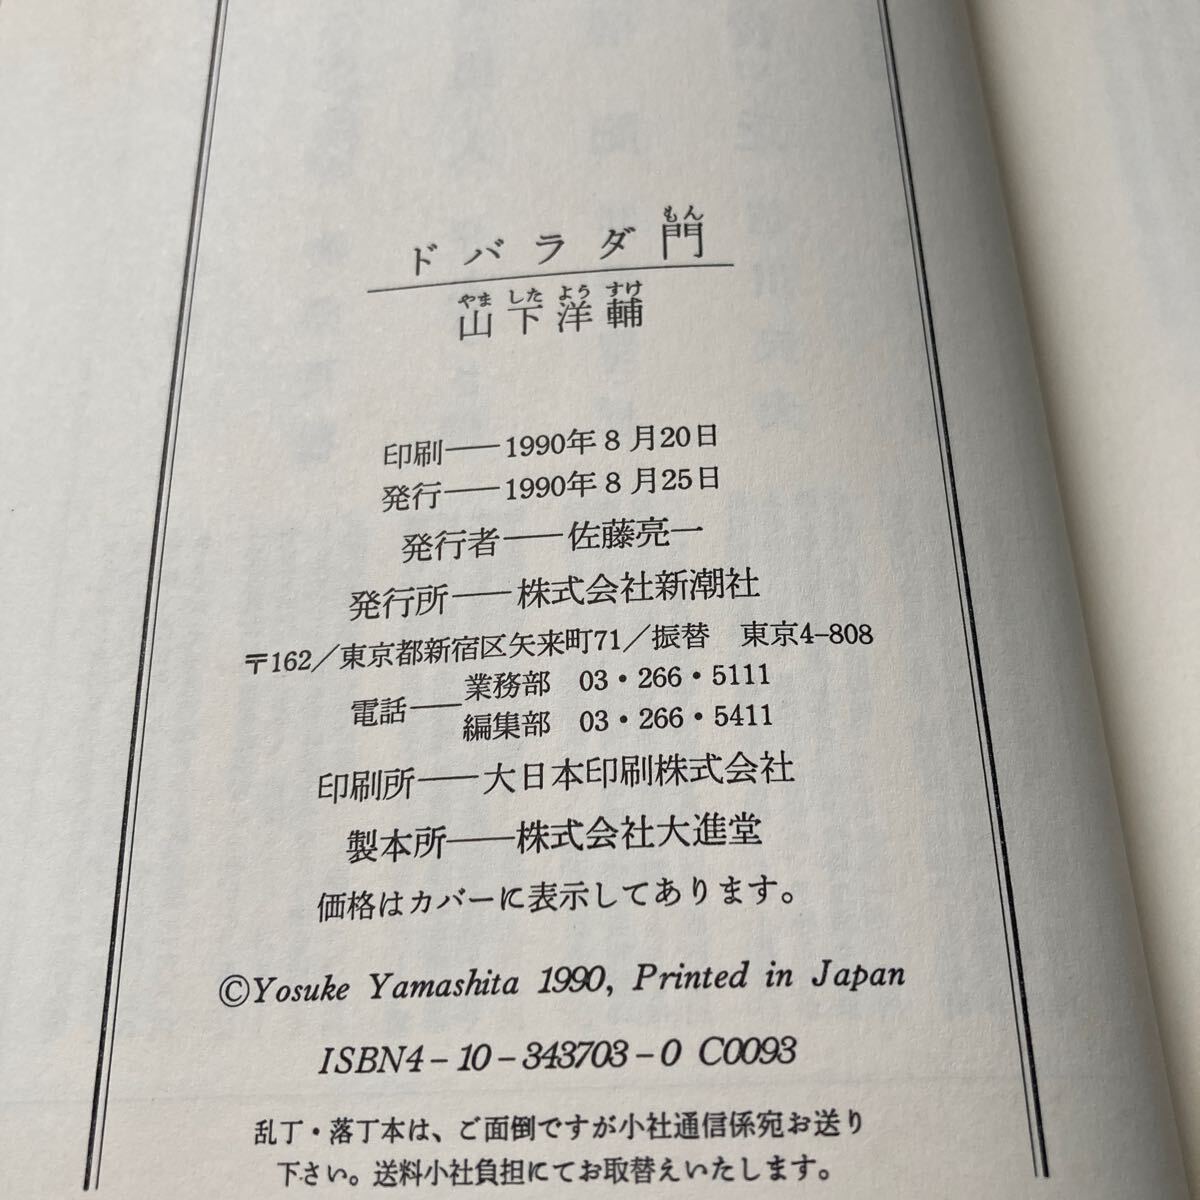 ドバラダ門
もん
山下洋輔
やましたようすけ
印刷――1990年8月20日
発行――1990年8月25日
発行者――佐藤亮一
発行所――株式会社新潮社
〒162/東京都新宿区矢来町71/振替 東京4-808
電話――業務部 03・266・5111
編集部 03・266・5411
印刷所――大日本印刷株式会社
製本所――株式会社大進堂
価格はカバーに表示してあります。
©Yosuke Yamashita 1990, Printed in Japan
ISBN4-10-343703-0 C0093
乱丁・落丁本は、ご面倒ですが小社通信係宛お送り
下さい。送料小社負担にてお取替えいたします。